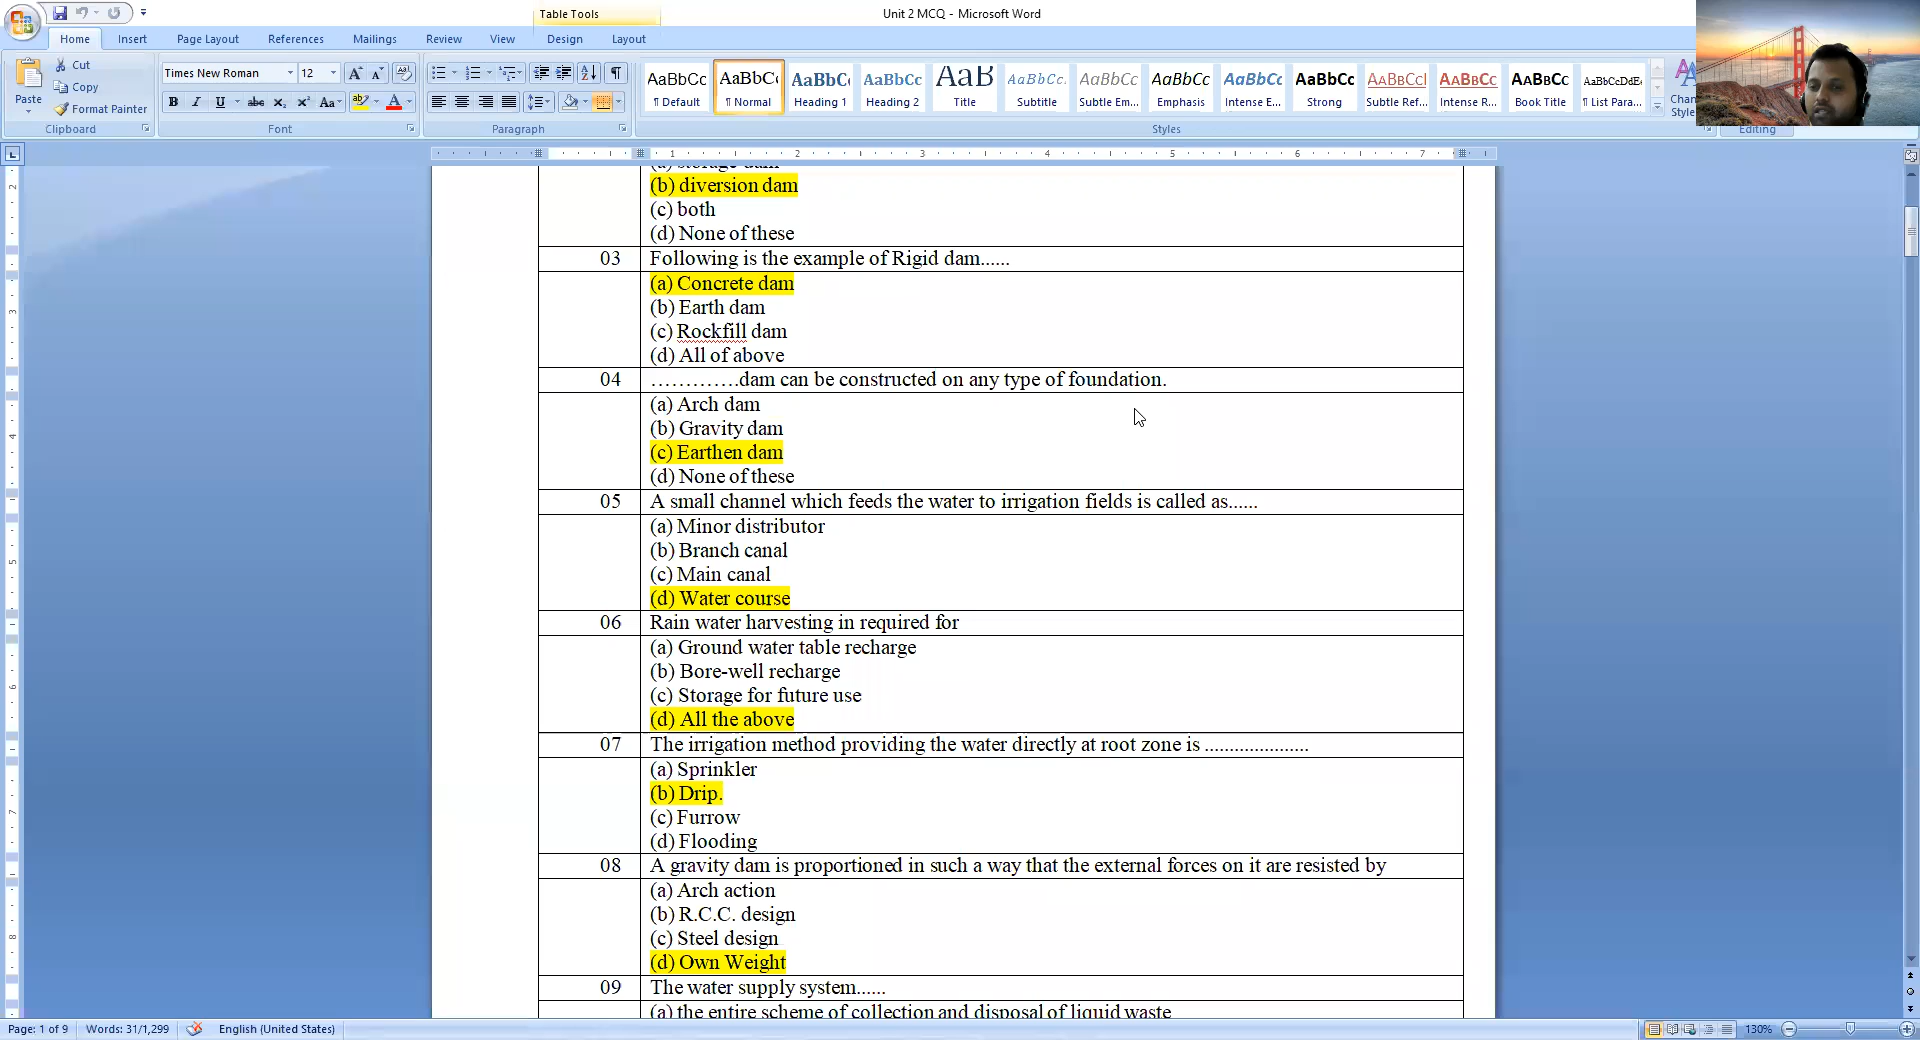 Table Tools
Unit 2 MCQ - Microsoft Word
Home
Insert
Page Layout
References
Mailings
Review
View
Design
Layout
Paste
Cut
Copy
Format Painter
Clipboard
Times New Roman
12
Font
Paragraph
AaBbCc
¶ Default
¶ Normal
Heading 1
AaBbCc
Heading 2
AaB
Title
Subtitle
AaBbCc
Subtle Em...
AaBbCc
Emphasis
AaBbCc
Intense E...
AaBbCc
Strong
Subtle Ref...
Intense R...
AaBbCc
Book Title
¶ List Para...
Styles
Editing
(b) diversion dam
(c) both
(d) None of these
03 Following is the example of Rigid dam......
(a) Concrete dam
(b) Earth dam
(c) Rockfill dam
(d) All of above
04 .............dam can be constructed on any type of foundation.
(a) Arch dam
(b) Gravity dam
(c) Earthen dam
(d) None of these
05 A small channel which feeds the water to irrigation fields is called as......
(a) Minor distributor
(b) Branch canal
(c) Main canal
(d) Water course
06 Rain water harvesting in required for
(a) Ground water table recharge
(b) Bore-well recharge
(c) Storage for future use
(d) All the above
07 The irrigation method providing the water directly at root zone is .....................
(a) Sprinkler
(b) Drip.
(c) Furrow
(d) Flooding
08 A gravity dam is proportioned in such a way that the external forces on it are resisted by
(a) Arch action
(b) R.C.C. design
(c) Steel design
(d) Own Weight
09 The water supply system......
(a) the entire scheme of collection and disposal of liquid waste
Page: 1 of 9
Words: 31/1,299
English (United States)
130%